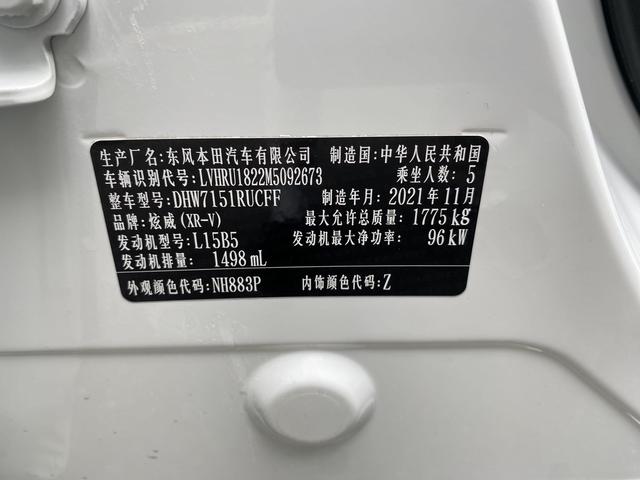 生产厂名:东风本田汽车有限公司 制造国:中华人民共和国
车辆识别代号:LVHRU1822M5092673 乘坐人数:5
整车型号:DHW7151RUCFF 制造年月:2021年11月
品牌:炫威(XR-V) 最大允许总质量:1775kg
发动机型号:L15B5 发动机最大净功率:96kW
发动机排量:1498mL
外观颜色代码:NH883P 内饰颜色代码:Z